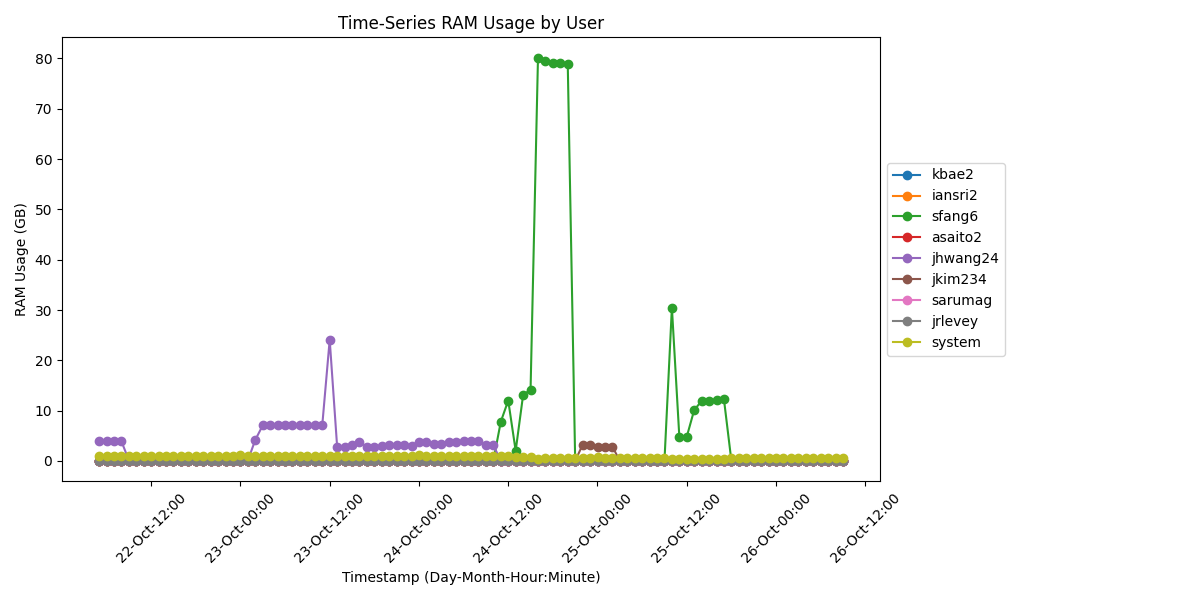 Time-Series RAM Usage by User
RAM Usage (GB)
80
70
60
50
40
30
20
10
0
22-Oct-12:00
23-Oct-00:00
23-Oct-12:00
24-Oct-00:00
24-Oct-12:00
25-Oct-00:00
25-Oct-12:00
26-Oct-00:00
26-Oct-12:00
Timestamp (Day-Month-Hour:Minute)
kbae2
iansri2
sfang6
asaito2
jhwang24
jkim234
sarumag
jrlevey
system